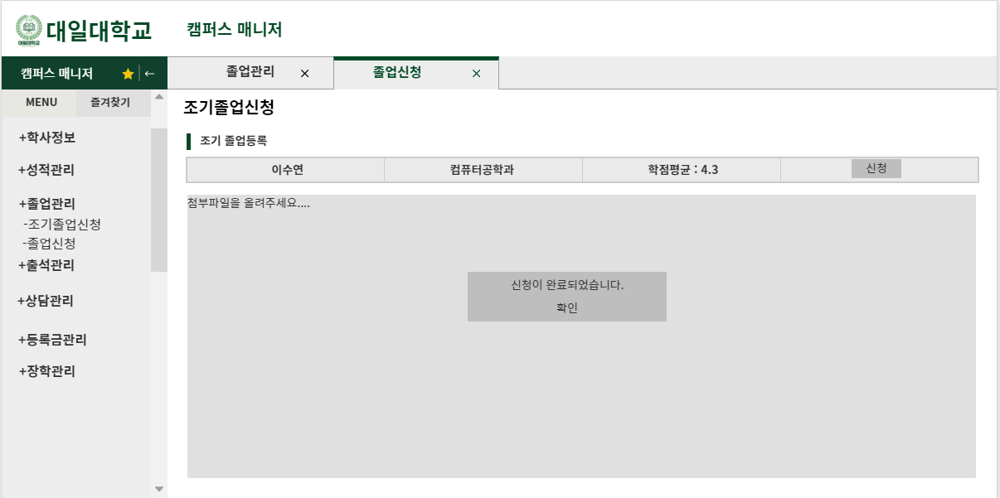 대일대학교 캠퍼스 매니저
캠퍼스 매니저 ★ ←
졸업관리 ×
졸업신청 ×
MENU 즐겨찾기
+학사정보
+성적관리
+졸업관리
-조기졸업신청
-졸업신청
+출석관리
+상담관리
+등록금관리
+장학관리
조기졸업신청
조기 졸업등록
이수연 컴퓨터공학과 학점평균 : 4.3 신청
첨부파일을 올려주세요....
신청이 완료되었습니다.
확인